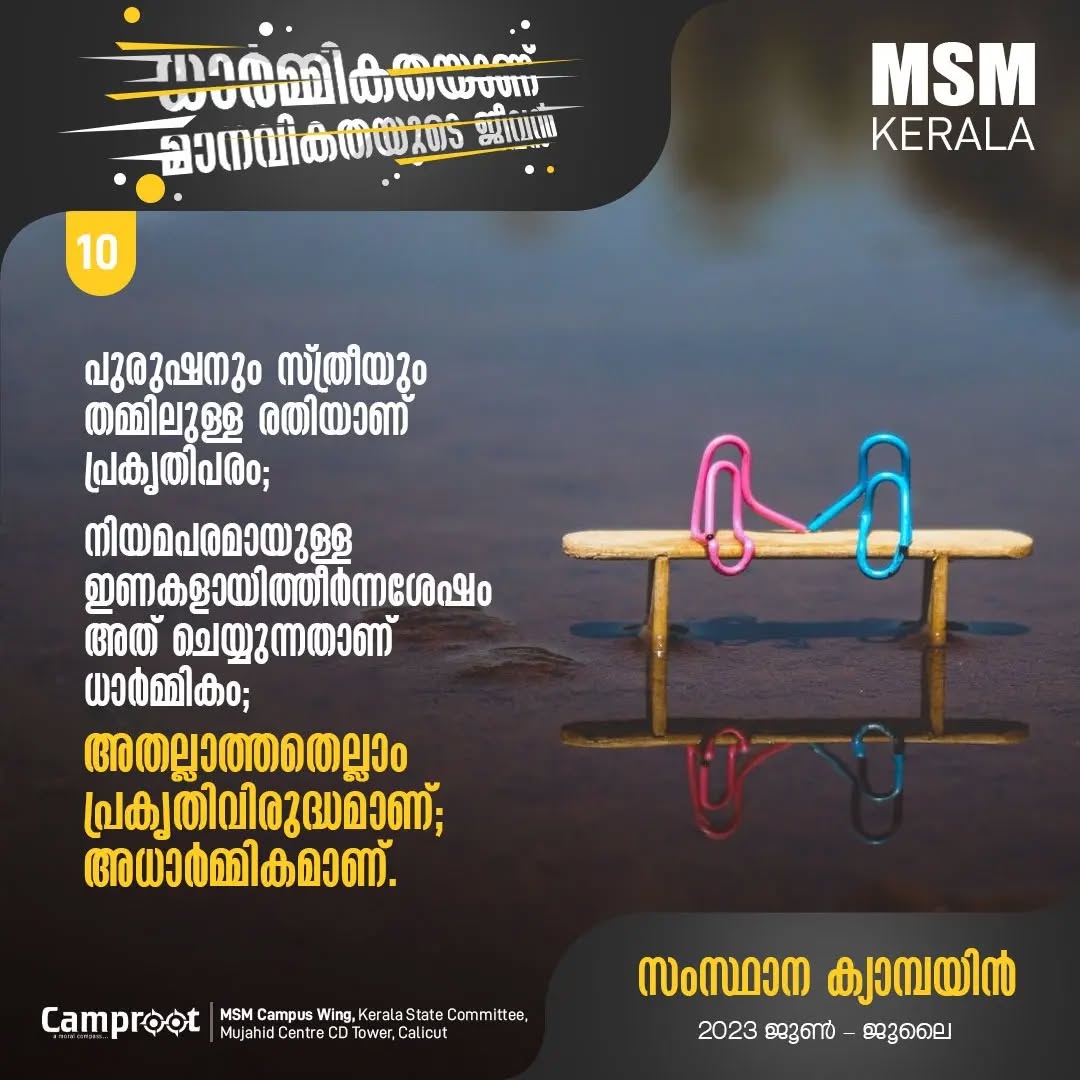 ധാർമ്മികതയാണ്
മാനവികതയുടെ ജീവൻ
MSM
KERALA
10
പുരുഷനും സ്ത്രീയും
തമ്മിലുള്ള രതിയാണ്
പ്രകൃതിപരം;
നിയമപരമായുള്ള
ഇണകളായിത്തീർന്നശേഷം
അത് ചെയ്യുന്നതാണ്
ധാർമ്മികം;
അതല്ലാത്തതെല്ലാം
പ്രകൃതിവിരുദ്ധമാണ്;
അധാർമ്മികമാണ്.
സംസ്ഥാന ക്യാമ്പയിൻ
2023 ജൂൺ – ജൂലൈ
Camproot
a moral compass...
MSM Campus Wing, Kerala State Committee,
Mujahid Centre CD Tower, Calicut